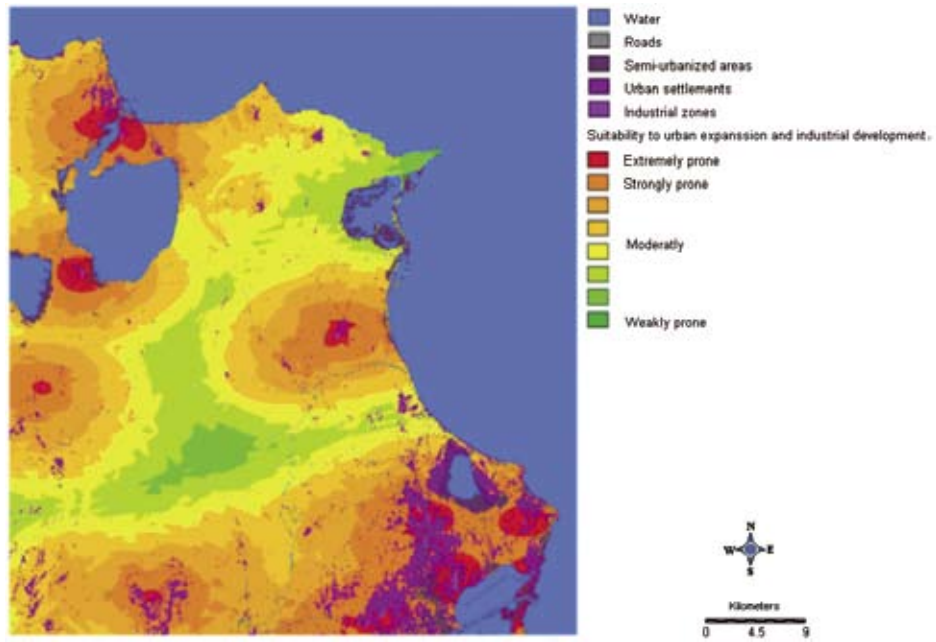 Water
Roads
Semi-urbanized areas
Urban settlements
Industrial zones
Suitability to urban expanssion and industrial development.
Extremely prone
Strongly prone
Moderatly
Weakly prone
N
W E
S
Kilometers
0 4.5 9